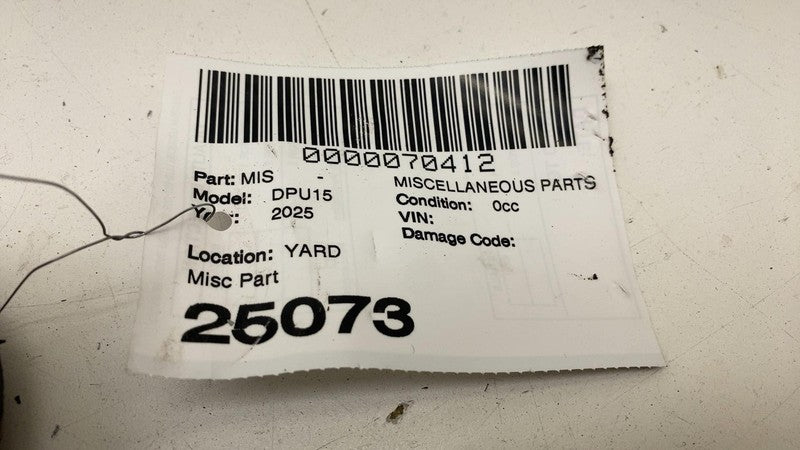 0000070412
Part: MIS - MISCELLANEOUS PARTS
Model: DPU15 Condition: 0cc
2025 VIN:
Damage Code:
Location: YARD
Misc Part
25073